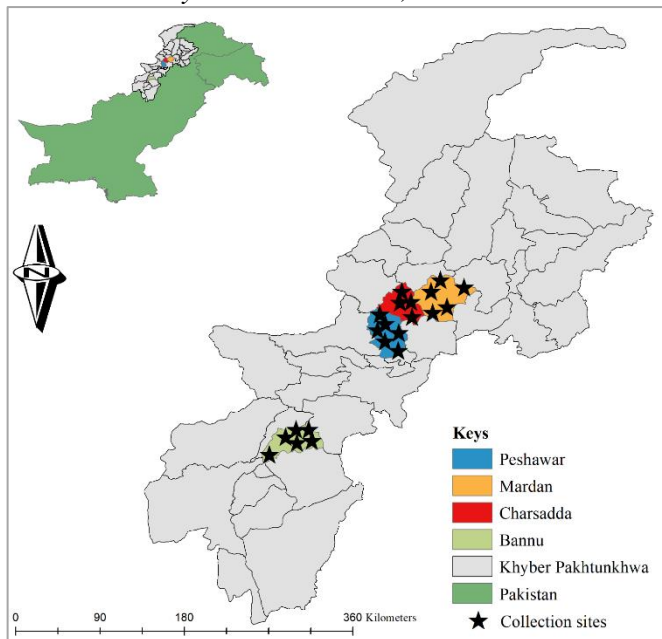 N
Keys
Peshawar
Mardan
Charsadda
Bannu
Khyber Pakhtunkhwa
Pakistan
Collection sites
0 90 180 360 Kilometers